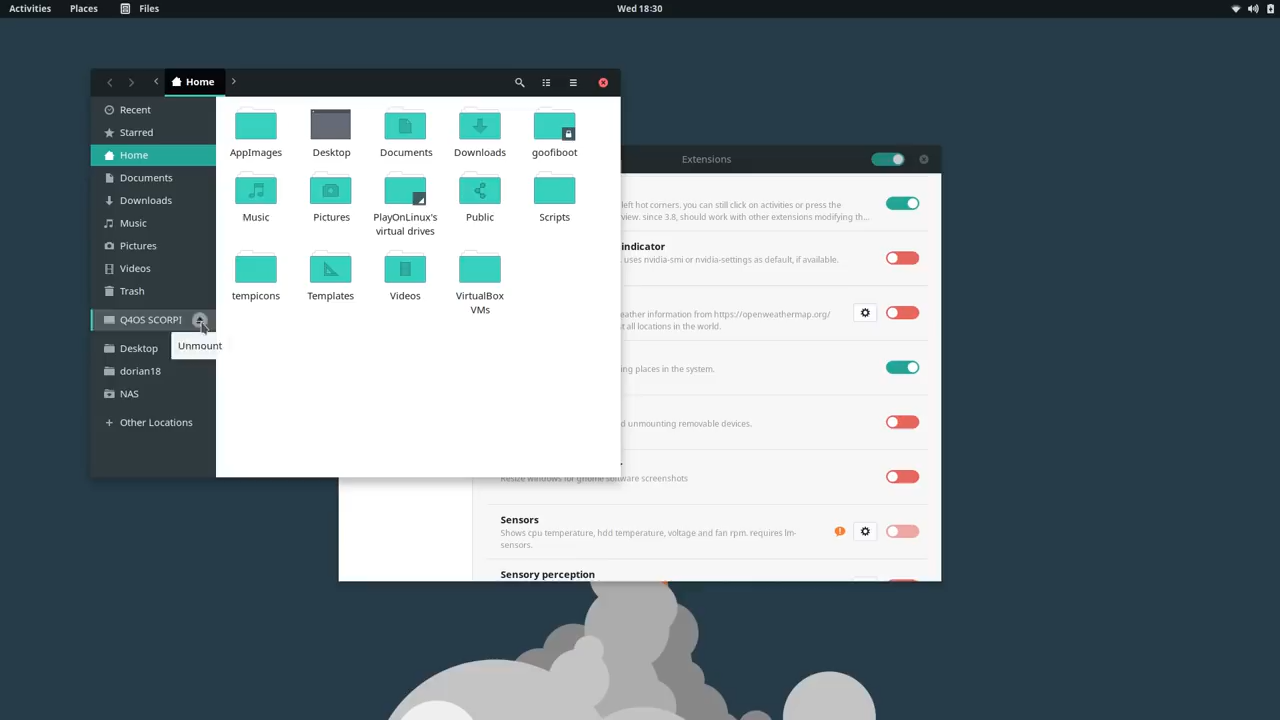 Activities
Places
Files
Wed 18:30
Home
Recent
Starred
Home
Documents
Downloads
Music
Pictures
Videos
Trash
Q4OS SCORPI
Unmount
Desktop
dorian18
NAS
Other Locations
AppImages
Desktop
Documents
Downloads
goofiboot
Music
Pictures
PlayOnLinux's
virtual drives
Public
Scripts
tempicons
Templates
Videos
VirtualBox
VMs
Extensions
left hot corners. you can still click on activities or press the
view. since 3.8, should work with other extensions modifying th...
indicator
uses nvidia-smi or nvidia-settings as default, if available.
eather information from https://openweathermap.org/
t all locations in the world.
ng places in the system.
d unmounting removable devices.
Resize windows for gnome software screenshots
Sensors
Shows cpu temperature, hdd temperature, voltage and fan rpm. requires lm-
sensors.
Sensory perception